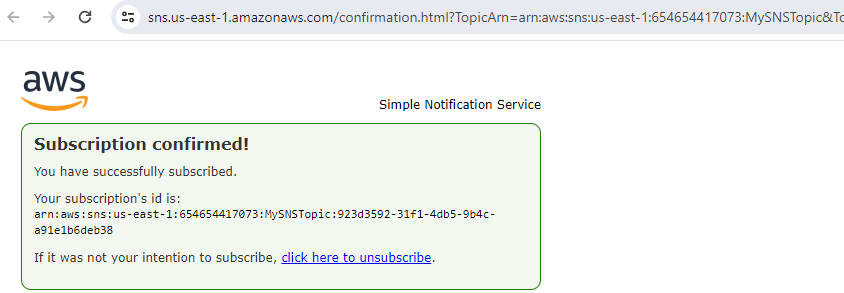 sns.us-east-1.amazonaws.com/confirmation.html?TopicArn=arn:aws:sns:us-east-1:654654417073:MySNSTopic&To
aws
Simple Notification Service
Subscription confirmed!
You have successfully subscribed.
Your subscription's id is:
arn:aws:sns:us-east-1:654654417073:MySNSTopic:923d3592-31f1-4db5-9b4c-
a91e1b6deb38
If it was not your intention to subscribe, click here to unsubscribe.